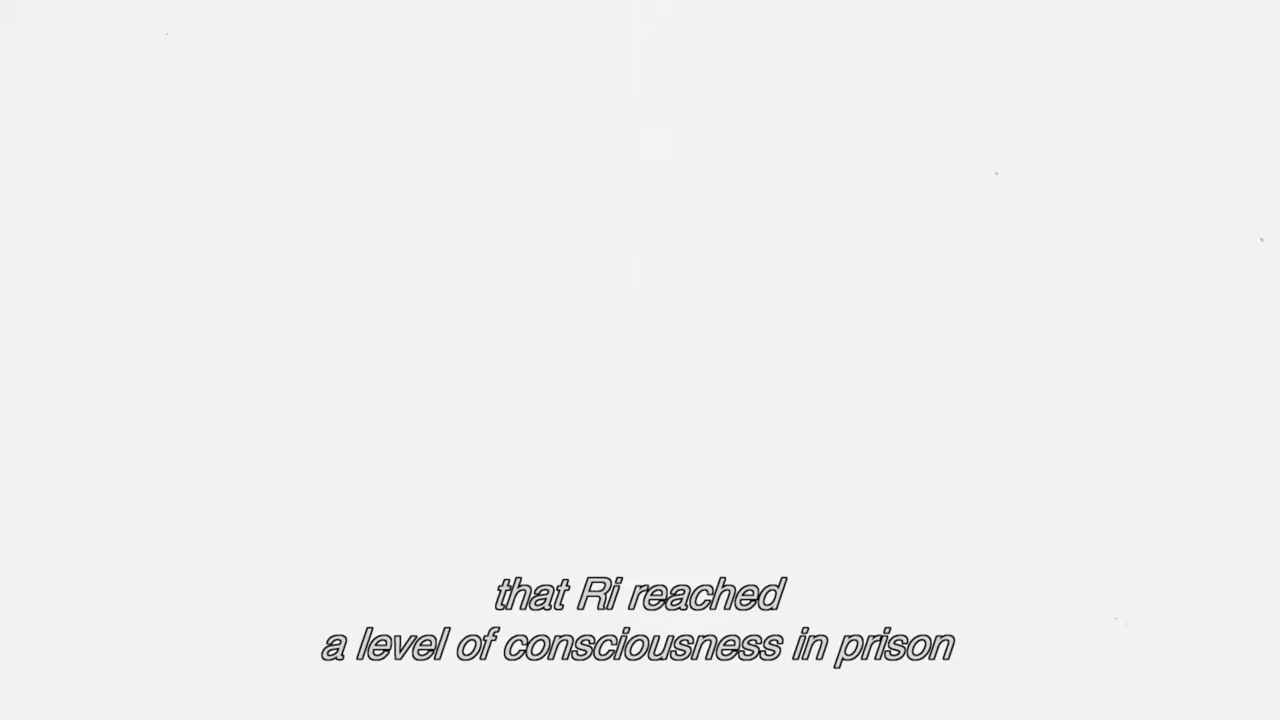 that Ri reached
a level of consciousness in prison